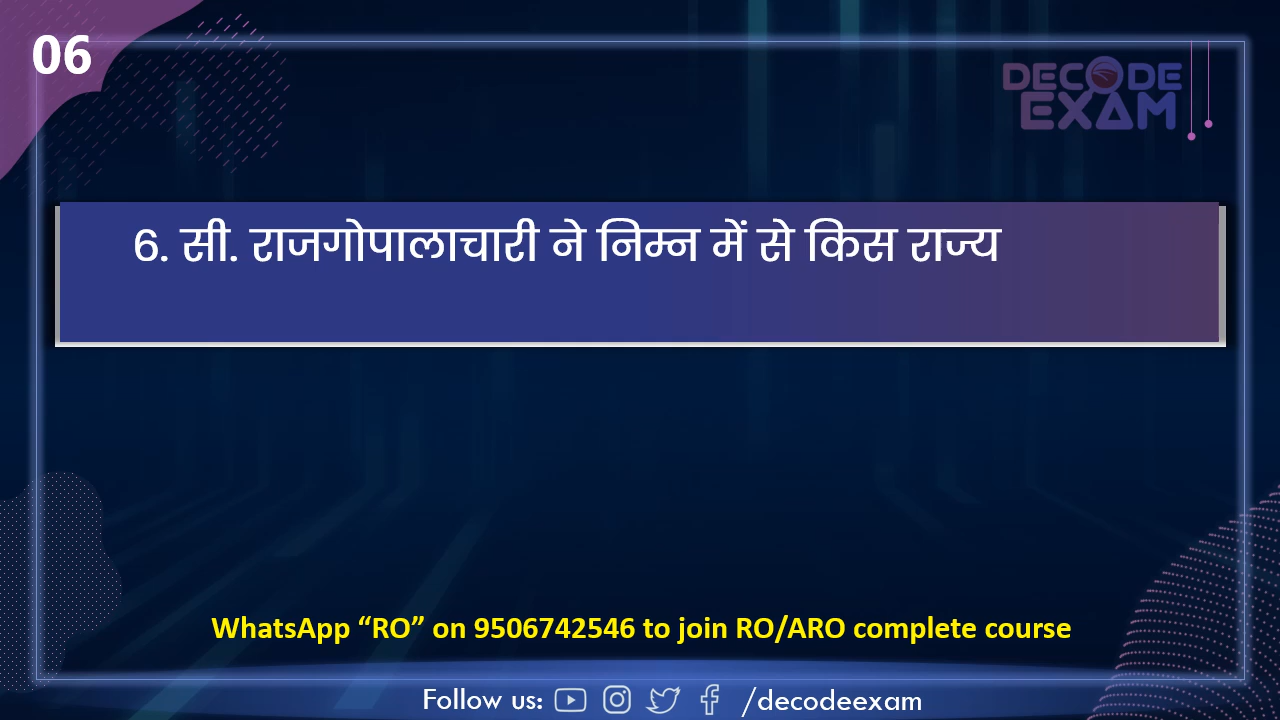 06
DECODE
EXAM
6. सी. राजगोपालाचारी ने निम्न में से किस राज्य
WhatsApp “RO” on 9506742546 to join RO/ARO complete course
Follow us: /decodeexam